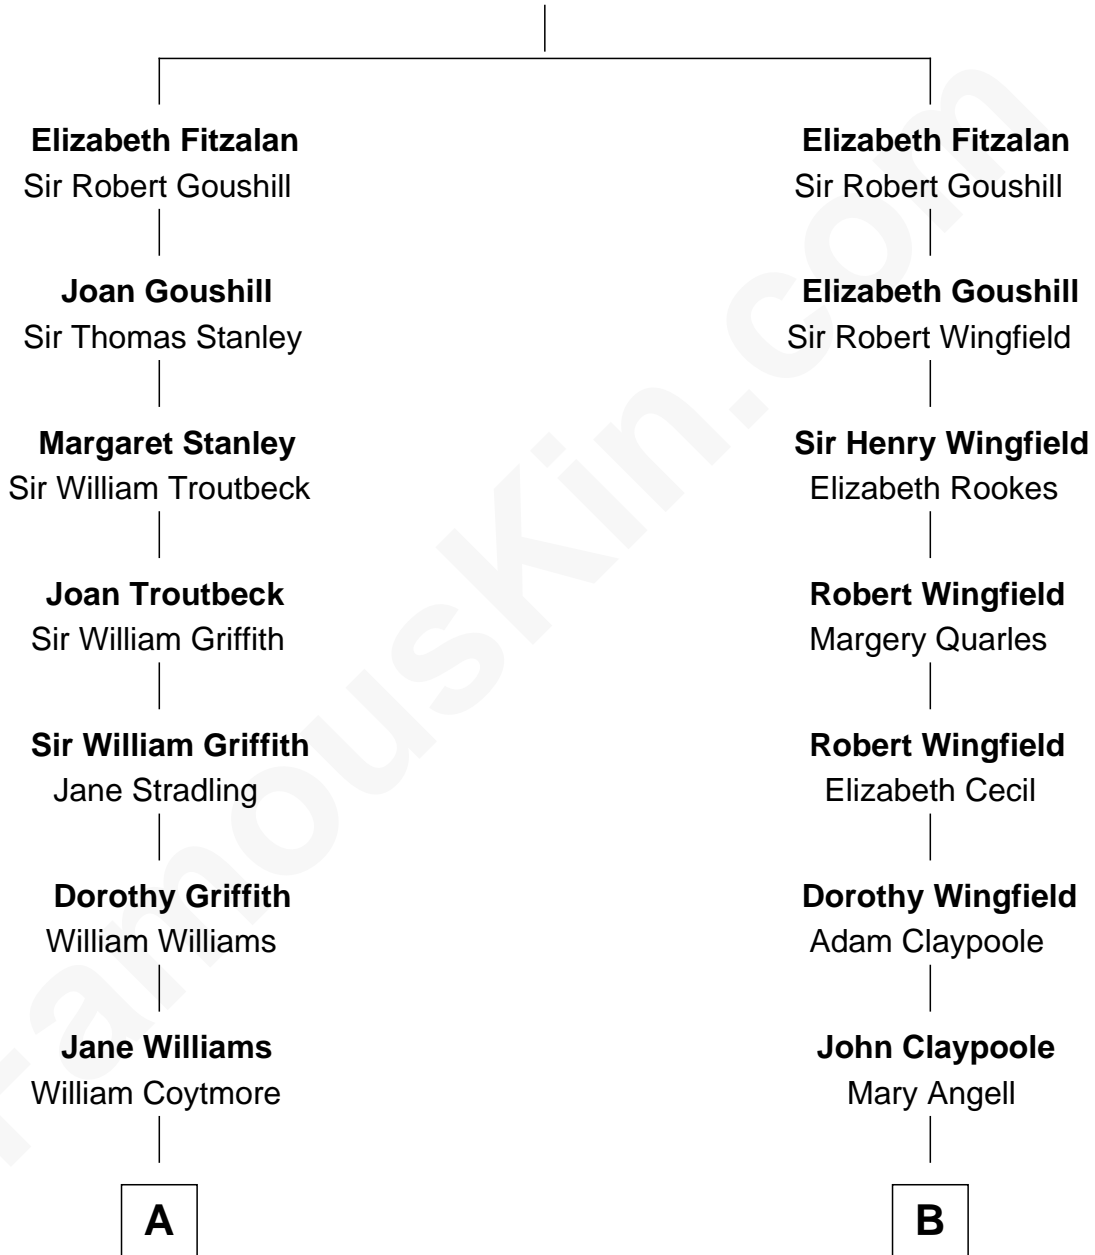 Elizabeth Fitzalan
Sir Robert Goushill
Joan Goushill
Sir Thomas Stanley
Margaret Stanley
Sir William Troutbeck
Joan Troutbeck
Sir William Griffith
Sir William Griffith
Jane Stradling
Dorothy Griffith
William Williams
Jane Williams
William Coytmore
A
Elizabeth Fitzalan
Sir Robert Goushill
Elizabeth Goushill
Sir Robert Wingfield
Sir Henry Wingfield
Elizabeth Rookes
Robert Wingfield
Margery Quarles
Robert Wingfield
Elizabeth Cecil
Dorothy Wingfield
Adam Claypoole
John Claypoole
Mary Angell
B
FamousKin.com